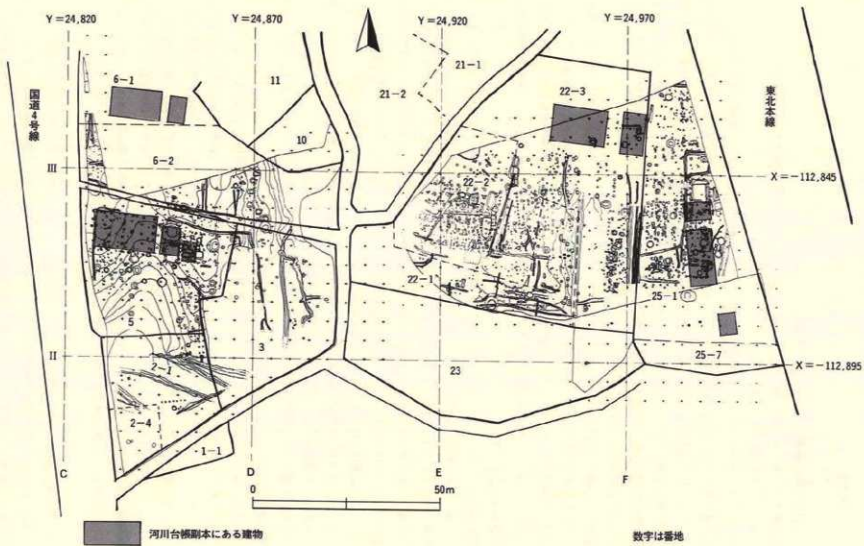 Y＝24,820
Y＝24,870
Y＝24,920
Y＝24,970
国道4号線
6－1
11
21－1
21－2
22－3
東北本線
10
6－2
III
22－2
X＝－112,845
22－1
25－1
5
3
II
2－1
23
25－7
X＝－112,895
2－4
1－1
C
D
E
F
0
50m
河川台帳副本にある建物
数字は番地